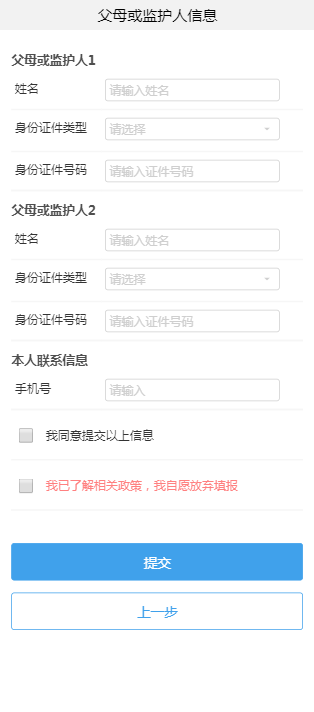 父母或监护人信息
父母或监护人1
姓名 请输入姓名
身份证件类型 请选择
身份证件号码 请输入证件号码
父母或监护人2
姓名 请输入姓名
身份证件类型 请选择
身份证件号码 请输入证件号码
本人联系信息
手机号 请输入
我同意提交以上信息
我已了解相关政策，我自愿放弃填报
提交
上一步